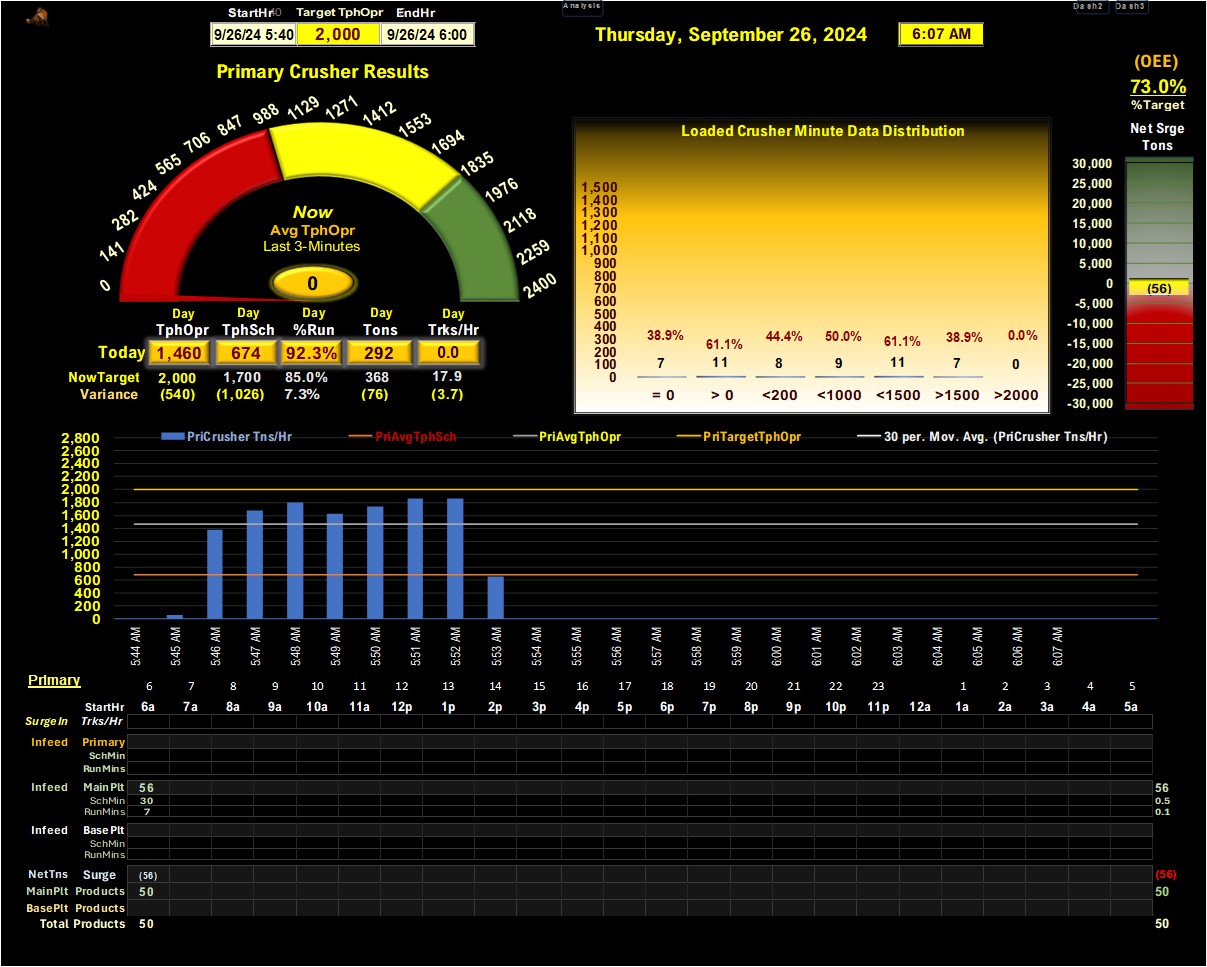 StartHr Target TphOpr EndHr
9/26/24 5:40 2,000 9/26/24 6:00
Analysis
Dash2 Dash3
Thursday, September 26, 2024 6:07 AM
(OEE)
73.0%
%Target
Primary Crusher Results
0 141 282 424 565 706 847 988 1129 1271 1412 1553 1694 1835 1976 2118 2259 2400
Now
Avg TphOpr
Last 3-Minutes
0
Day Day Day Day Day
TphOpr TphSch %Run Tons Trks/Hr
Today 1,460 674 92.3% 292 0.0
NowTarget 2,000 1,700 85.0% 368 17.9
Variance (540) (1,026) 7.3% (76) (3.7)
Loaded Crusher Minute Data Distribution
1,500
1,400
1,300
1,200
1,100
1,000
900
800
700
600
500
400
300
200
100
0
38.9% 61.1% 44.4% 50.0% 61.1% 38.9% 0.0%
7 11 8 9 11 7 0
= 0 > 0 <200 <1000 <1500 >1500 >2000
Net Srge
Tons
30,000
25,000
20,000
15,000
10,000
5,000
0
-5,000
-10,000
-15,000
-20,000
-25,000
-30,000
(56)
PriCrusher Tns/Hr PriAvgTphSch PriAvgTphOpr PriTargetTphOpr 30 per. Mov. Avg. (PriCrusher Tns/Hr)
2,800
2,600
2,400
2,200
2,000
1,800
1,600
1,400
1,200
1,000
800
600
400
200
0
5:44 AM 5:45 AM 5:46 AM 5:47 AM 5:48 AM 5:49 AM 5:50 AM 5:51 AM 5:52 AM 5:53 AM 5:54 AM 5:55 AM 5:56 AM 5:57 AM 5:58 AM 5:59 AM 6:00 AM 6:01 AM 6:02 AM 6:03 AM 6:04 AM 6:05 AM 6:06 AM 6:07 AM
Primary
6 7 8 9 10 11 12 13 14 15 16 17 18 19 20 21 22 23 1 2 3 4 5
StartHr 6a 7a 8a 9a 10a 11a 12p 1p 2p 3p 4p 5p 6p 7p 8p 9p 10p 11p 12a 1a 2a 3a 4a 5a
SurgeIn Trks/Hr
Infeed Primary
SchMin
RunMins
Infeed MainPlt 56 56
SchMin 30 0.5
RunMins 7 0.1
Infeed BasePlt
SchMin
RunMins
NetTns Surge (56) (56)
MainPlt Products 50 50
BasePlt Products
Total Products 50 50